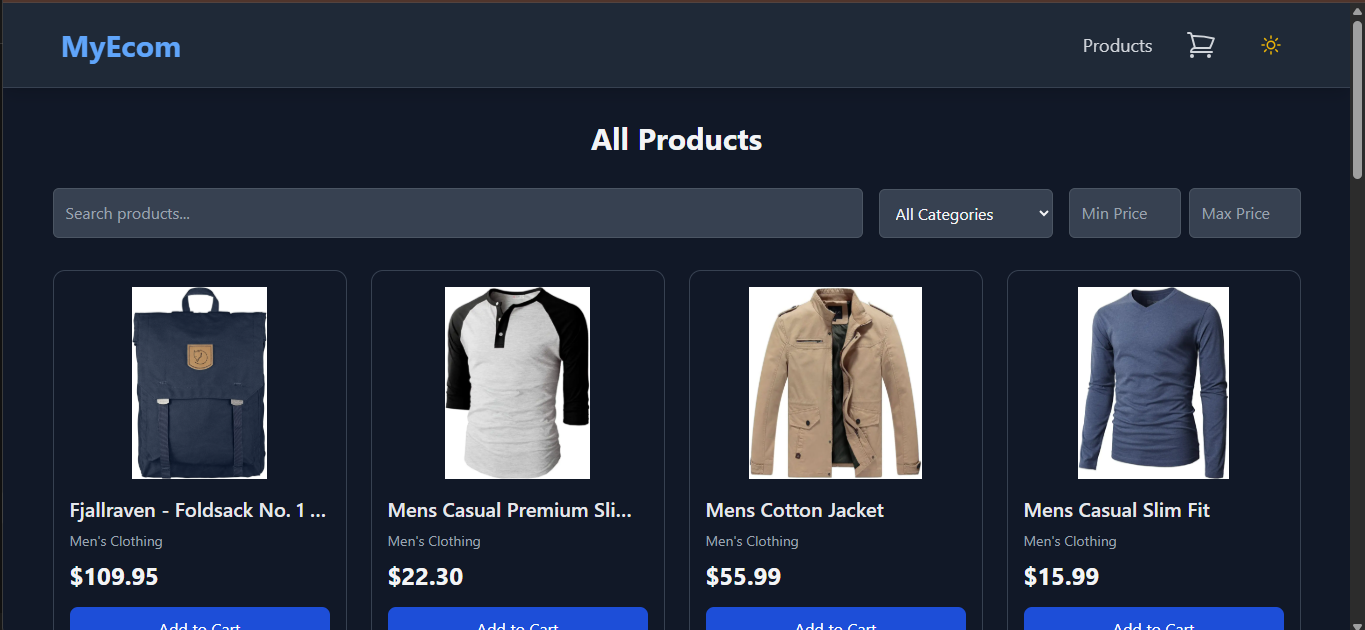 MyEcom
Products
All Products
Search products...
All Categories
Min Price
Max Price
Fjallraven - Foldsack No. 1 ...
Men's Clothing
$109.95
Add to Cart
Mens Casual Premium Sli...
Men's Clothing
$22.30
Add to Cart
Mens Cotton Jacket
Men's Clothing
$55.99
Add to Cart
Mens Casual Slim Fit
Men's Clothing
$15.99
Add to Cart